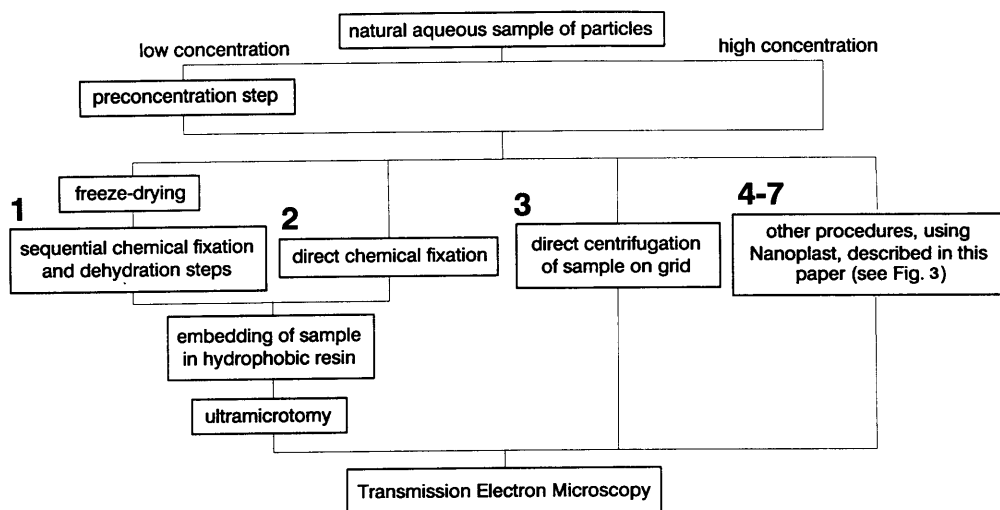 natural aqueous sample of particles
low concentration
high concentration
preconcentration step
freeze-drying
1
sequential chemical fixation
and dehydration steps
2
direct chemical fixation
3
direct centrifugation
of sample on grid
4-7
other procedures, using
Nanoplast, described in this
paper (see Fig. 3)
embedding of sample
in hydrophobic resin
ultramicrotomy
Transmission Electron Microscopy